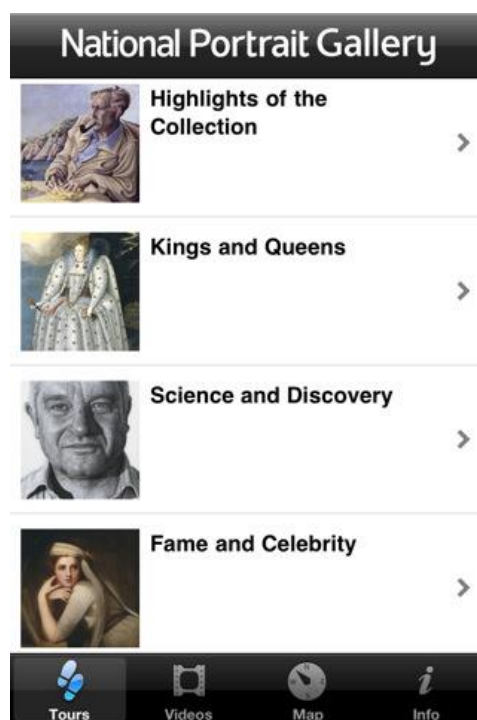 National Portrait Gallery
Highlights of the
Collection
Kings and Queens
Science and Discovery
Fame and Celebrity
Tours Videos Map Info